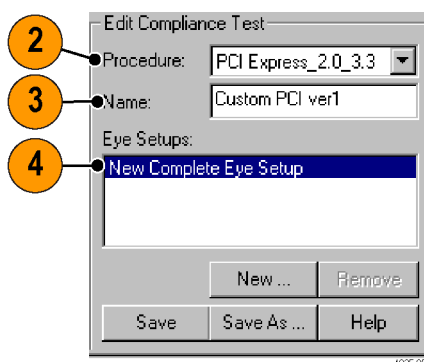 Edit Compliance Test
2
Procedure: PCI Express_2.0_3.3
3
Name: Custom PCI ver1
Eye Setups:
4
New Complete Eye Setup
New ... Remove
Save Save As ... Help